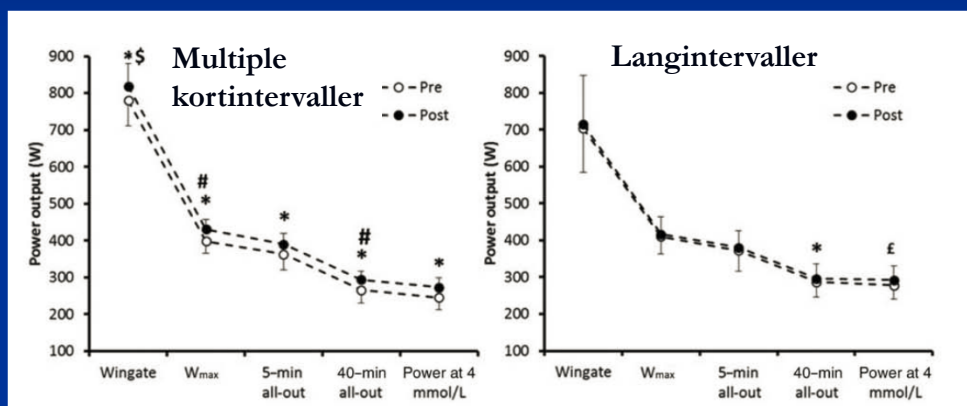 Multiple
kortintervaller
Power output (W)
900
800
700
600
500
400
300
200
100
*$
#
*
*
#
*
*
-o- Pre
-●- Post
Wingate
Wmax
5–min
all-out
40–min
all-out
Power at 4
mmol/L
Langintervaller
Power output (W)
900
800
700
600
500
400
300
200
100
*
£
-o- Pre
-●- Post
Wingate
Wmax
5–min
all-out
40–min
all-out
Power at 4
mmol/L